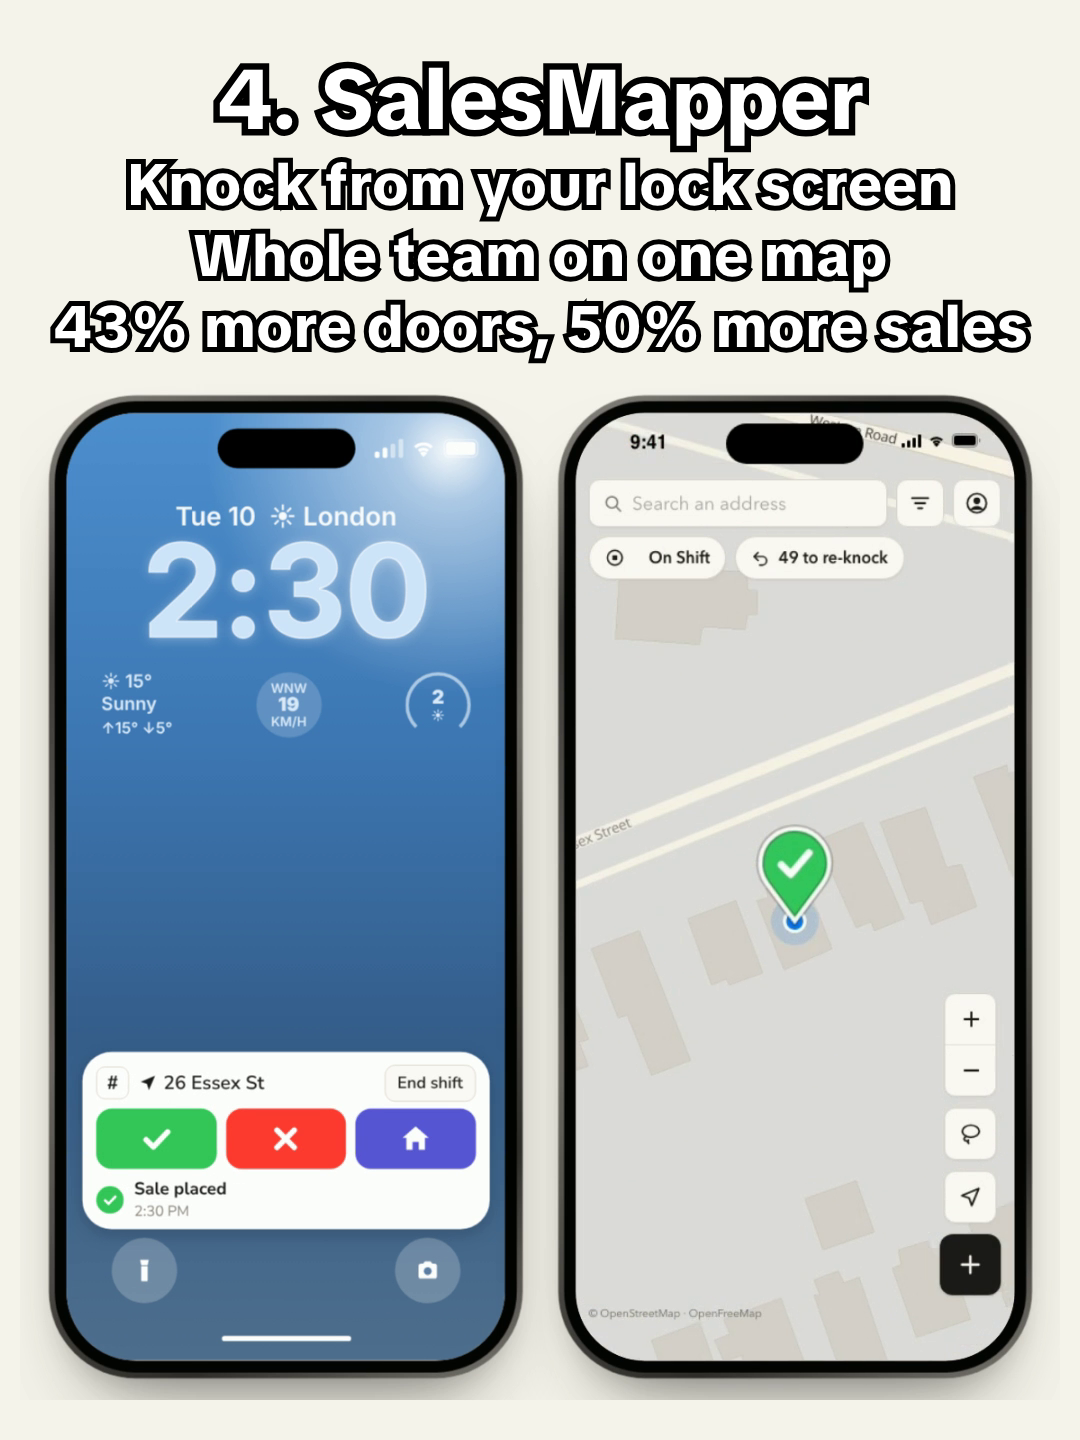 4. SalesMapper
Knock from your lock screen
Whole team on one map
43% more doors, 50% more sales
Tue 10 London
2:30
15°
Sunny
↑15° ↓5°
WNW
19
KM/H
2
# 26 Essex St End shift
Sale placed
2:30 PM
9:41
Road
Search an address
On Shift 49 to re-knock
sex Street
© OpenStreetMap · OpenFreeMap